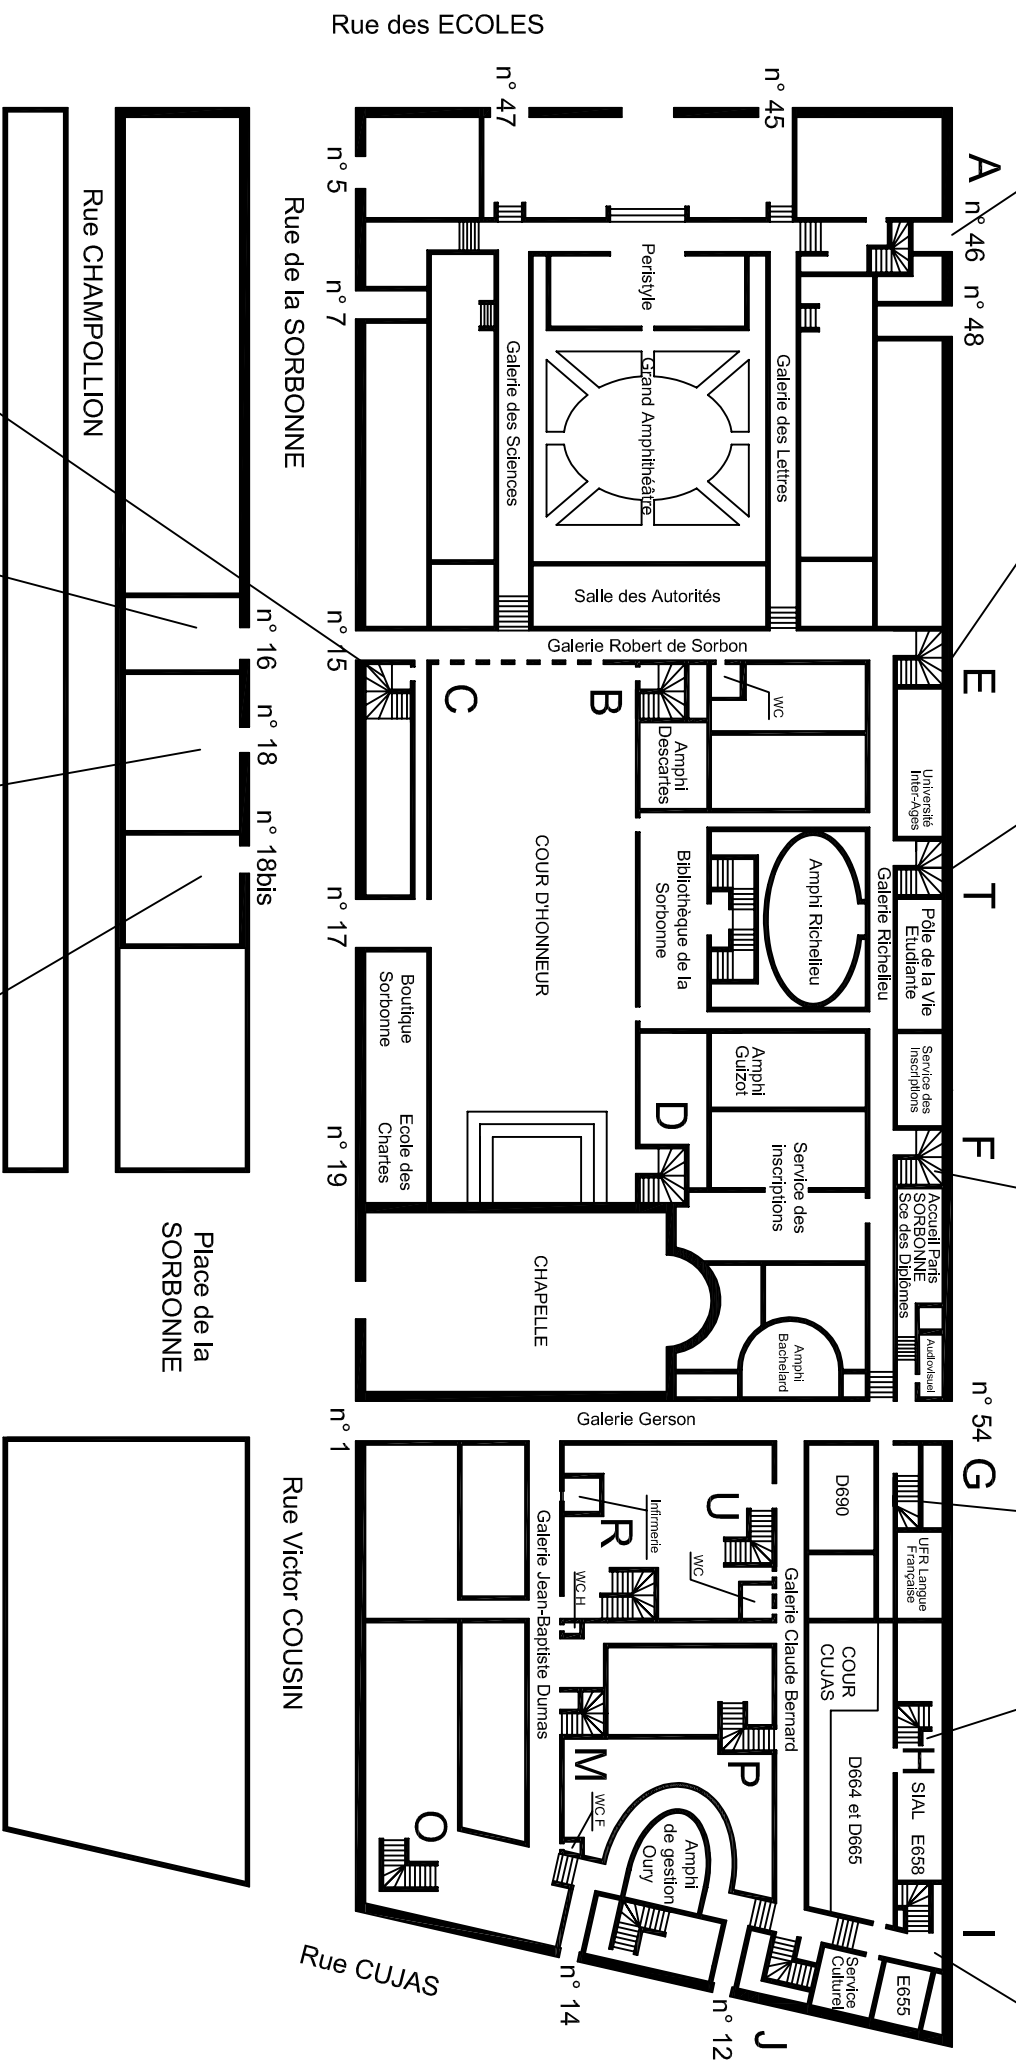 Rue des ECOLES
n° 47
n° 45
A
n° 46
n° 48
n° 5
n° 7
Rue CHAMPOLLION
Rue de la SORBONNE
Peristyle
Galerie des Sciences
Grand Amphithéâtre
Galerie des Lettres
Salle des Autorités
n° 15
Galerie Robert de Sorbon
n° 16
n° 18
n° 18bis
C
B
WC
E
Amphi
Descartes
Université
Inter-Ages
COUR D'HONNEUR
Bibliothèque de la
Sorbonne
Amphi Richelieu
Galerie Richelieu
T
Pôle de la Vie
Etudiante
n° 17
Boutique
Sorbonne
Amphi
Guizot
Service des
Inscriptions
Ecole des
Chartes
n° 19
D
Service des
inscriptions
F
Accueil Paris
SORBONNE
Sce des Diplômes
Place de la
SORBONNE
CHAPELLE
Amphi
Bachelard
Audiovisuel
n° 1
Galerie Gerson
n° 54
G
Rue Victor COUSIN
Infirmerie
R
U
WC
WC H
D690
UFR Langue
Française
Galerie Jean-Baptiste Dumas
Galerie Claude Bernard
COUR
CUJAS
H
M
P
WC F
D664 et D665
SIAL E658
O
Amphi
de gestion
Oury
I
Rue CUJAS
n° 14
n° 12
J
Service
Culturel
E655